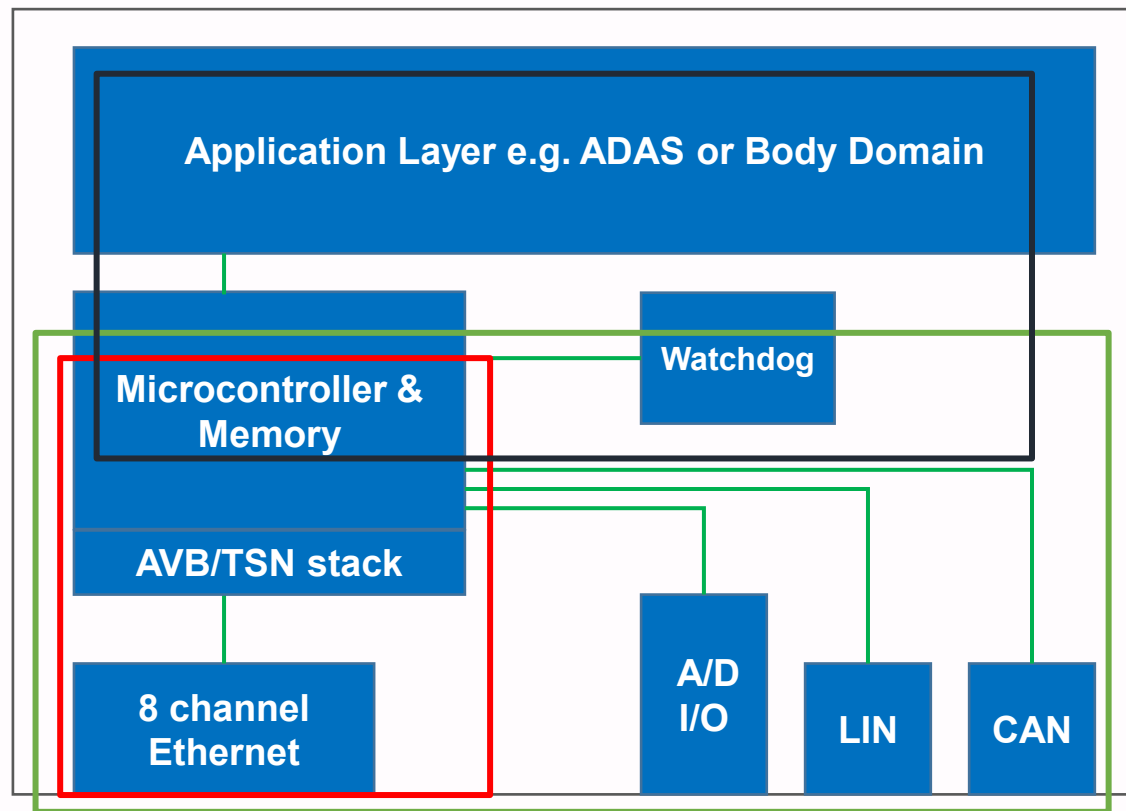 Application Layer e.g. ADAS or Body Domain
Microcontroller &
Memory
Watchdog
AVB/TSN stack
8 channel
Ethernet
A/D
I/O
LIN
CAN